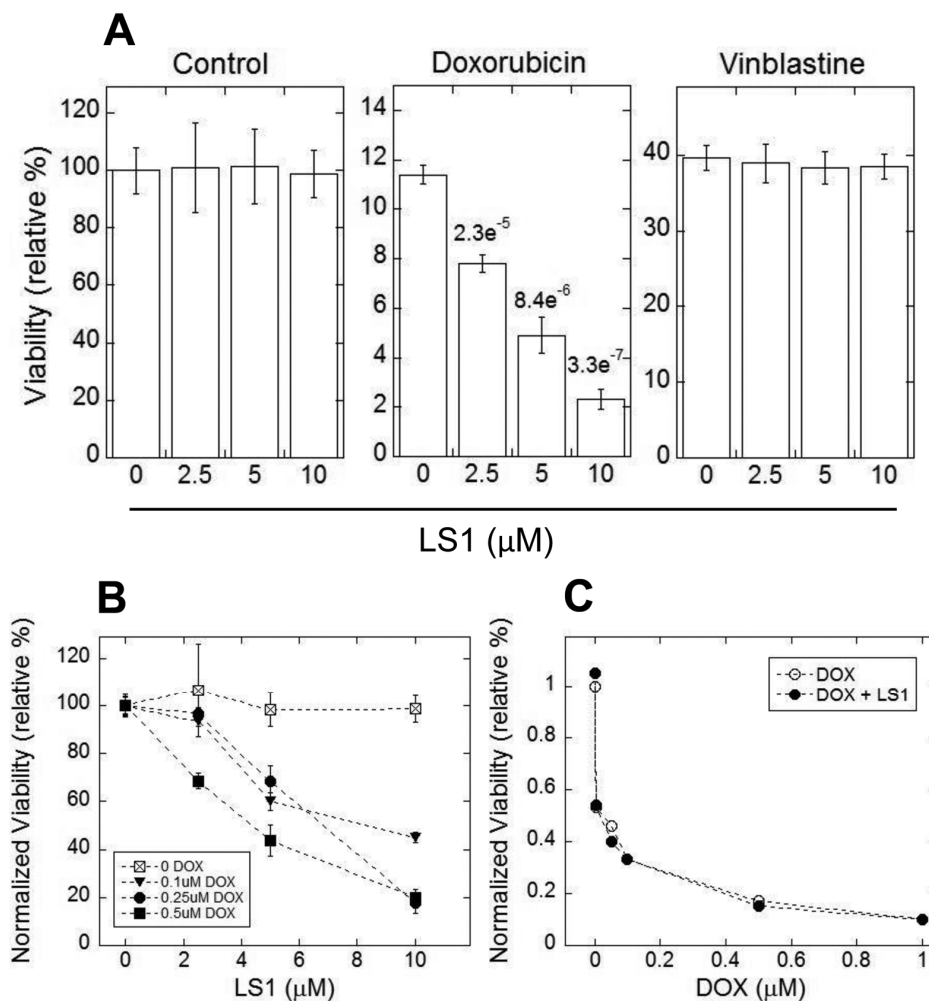 A
Control
Doxorubicin
Vinblastine
Viability (relative %)
120
100
80
60
40
20
0
0 2.5 5 10
14
12
10
8
6
4
2
0
2.3e-5
8.4e-6
3.3e-7
0 2.5 5 10
40
30
20
10
0
0 2.5 5 10
LS1 (μM)
B
Normalized Viability (relative %)
120
100
80
60
40
20
0
0 DOX
0.1uM DOX
0.25uM DOX
0.5uM DOX
0 2 4 6 8 10
LS1 (μM)
C
Normalized Viability (relative %)
1
0.8
0.6
0.4
0.2
0
DOX
DOX + LS1
0 0.2 0.4 0.6 0.8 1
DOX (μM)